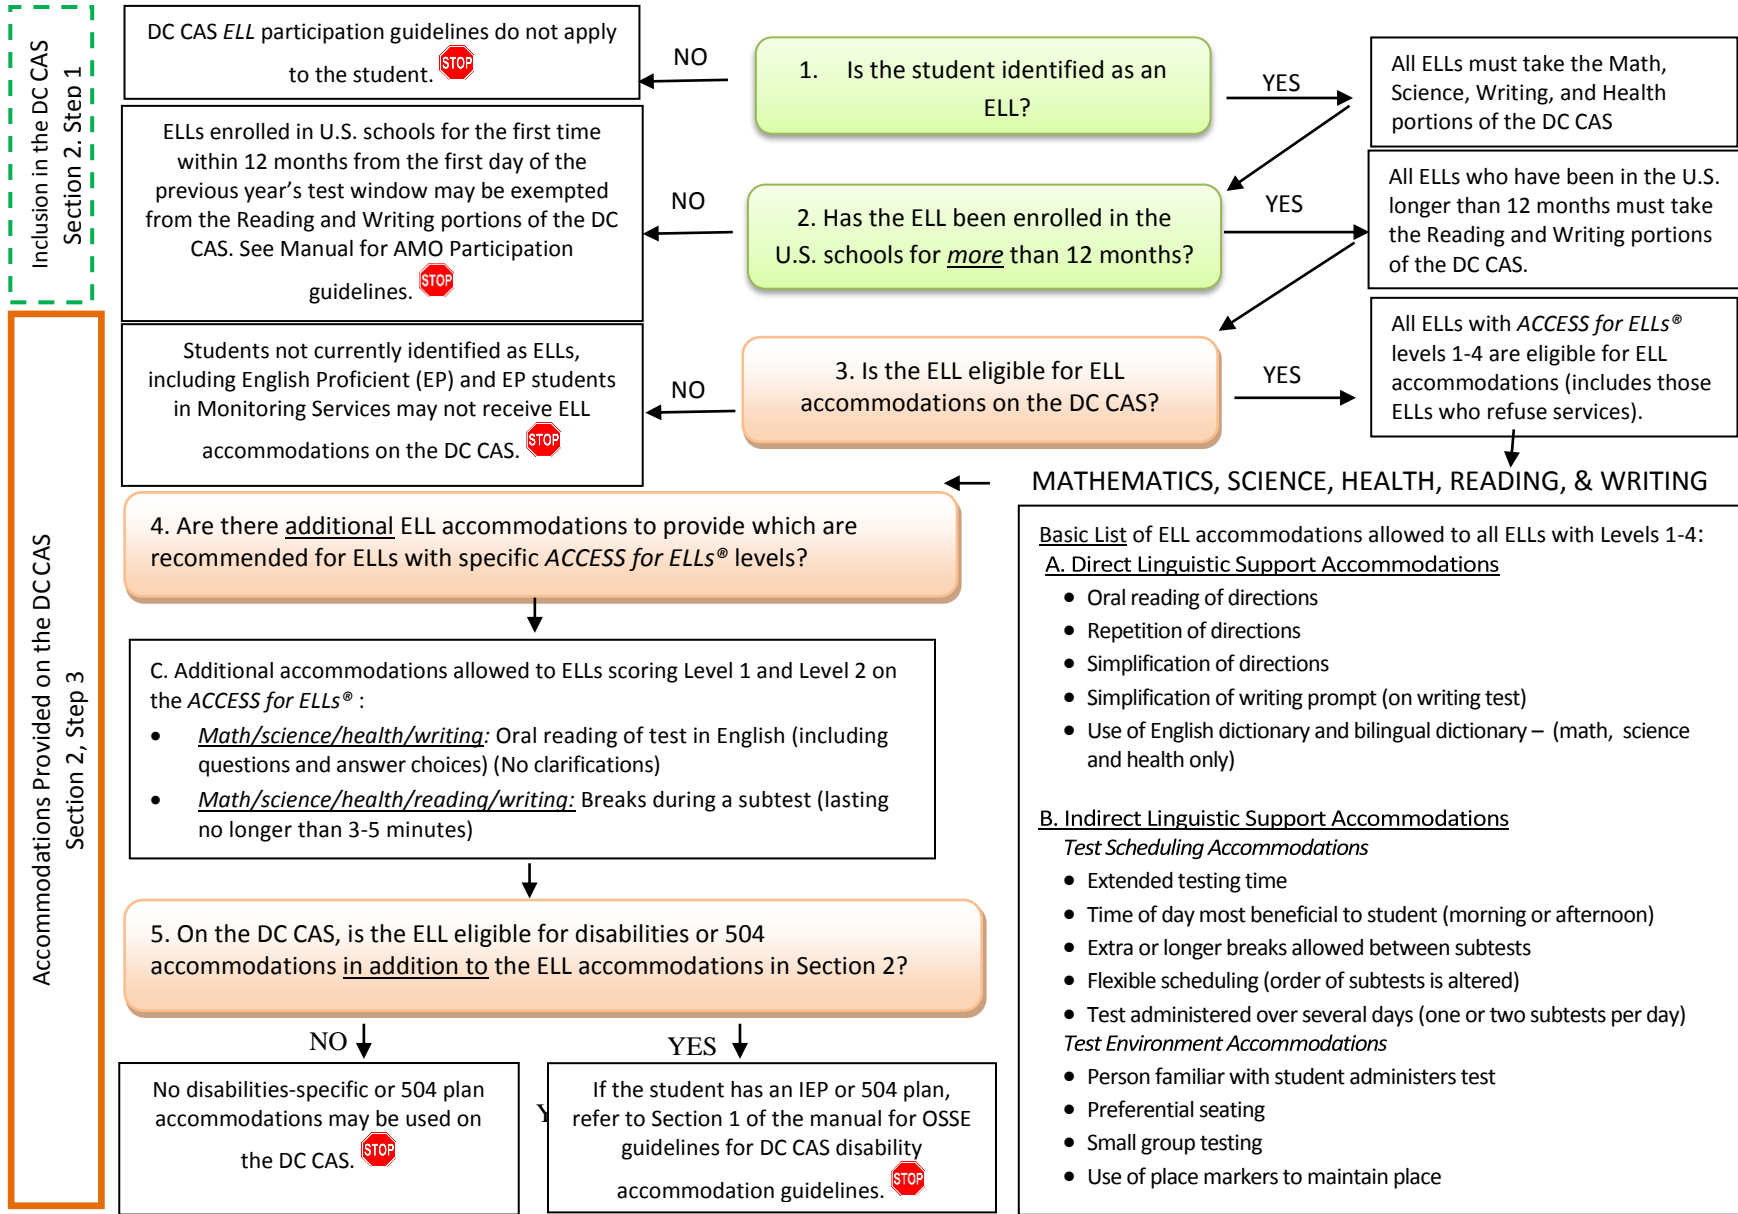 Inclusion in the DC CAS
Section 2. Step 1
DC CAS ELL participation guidelines do not apply
to the student. STOP
NO
1. Is the student identified as an
ELL?
YES
All ELLs must take the Math,
Science, Writing, and Health
portions of the DC CAS
ELLs enrolled in U.S. schools for the first time
within 12 months from the first day of the
previous year's test window may be exempted
from the Reading and Writing portions of the DC
CAS. See Manual for AMO Participation
guidelines. STOP
NO
2. Has the ELL been enrolled in the
U.S. schools for more than 12 months?
YES
All ELLs who have been in the U.S.
longer than 12 months must take
the Reading and Writing portions
of the DC CAS.
Accommodations Provided on the DC CAS
Section 2, Step 3
Students not currently identified as ELLs,
including English Proficient (EP) and EP students
in Monitoring Services may not receive ELL
accommodations on the DC CAS. STOP
NO
3. Is the ELL eligible for ELL
accommodations on the DC CAS?
YES
All ELLs with ACCESS for ELLs®
levels 1-4 are eligible for ELL
accommodations (includes those
ELLs who refuse services).
MATHEMATICS, SCIENCE, HEALTH, READING, & WRITING
Basic List of ELL accommodations allowed to all ELLs with Levels 1-4:
A. Direct Linguistic Support Accommodations
• Oral reading of directions
• Repetition of directions
• Simplification of directions
• Simplification of writing prompt (on writing test)
• Use of English dictionary and bilingual dictionary – (math, science
and health only)
B. Indirect Linguistic Support Accommodations
Test Scheduling Accommodations
• Extended testing time
• Time of day most beneficial to student (morning or afternoon)
• Extra or longer breaks allowed between subtests
• Flexible scheduling (order of subtests is altered)
• Test administered over several days (one or two subtests per day)
Test Environment Accommodations
• Person familiar with student administers test
• Preferential seating
• Small group testing
• Use of place markers to maintain place
4. Are there additional ELL accommodations to provide which are
recommended for ELLs with specific ACCESS for ELLs® levels?
C. Additional accommodations allowed to ELLs scoring Level 1 and Level 2 on
the ACCESS for ELLs® :
• Math/science/health/writing: Oral reading of test in English (including
questions and answer choices) (No clarifications)
• Math/science/health/reading/writing: Breaks during a subtest (lasting
no longer than 3-5 minutes)
5. On the DC CAS, is the ELL eligible for disabilities or 504
accommodations in addition to the ELL accommodations in Section 2?
NO
YES
No disabilities-specific or 504 plan
accommodations may be used on
the DC CAS. STOP
If the student has an IEP or 504 plan,
refer to Section 1 of the manual for OSSE
guidelines for DC CAS disability
accommodation guidelines. STOP